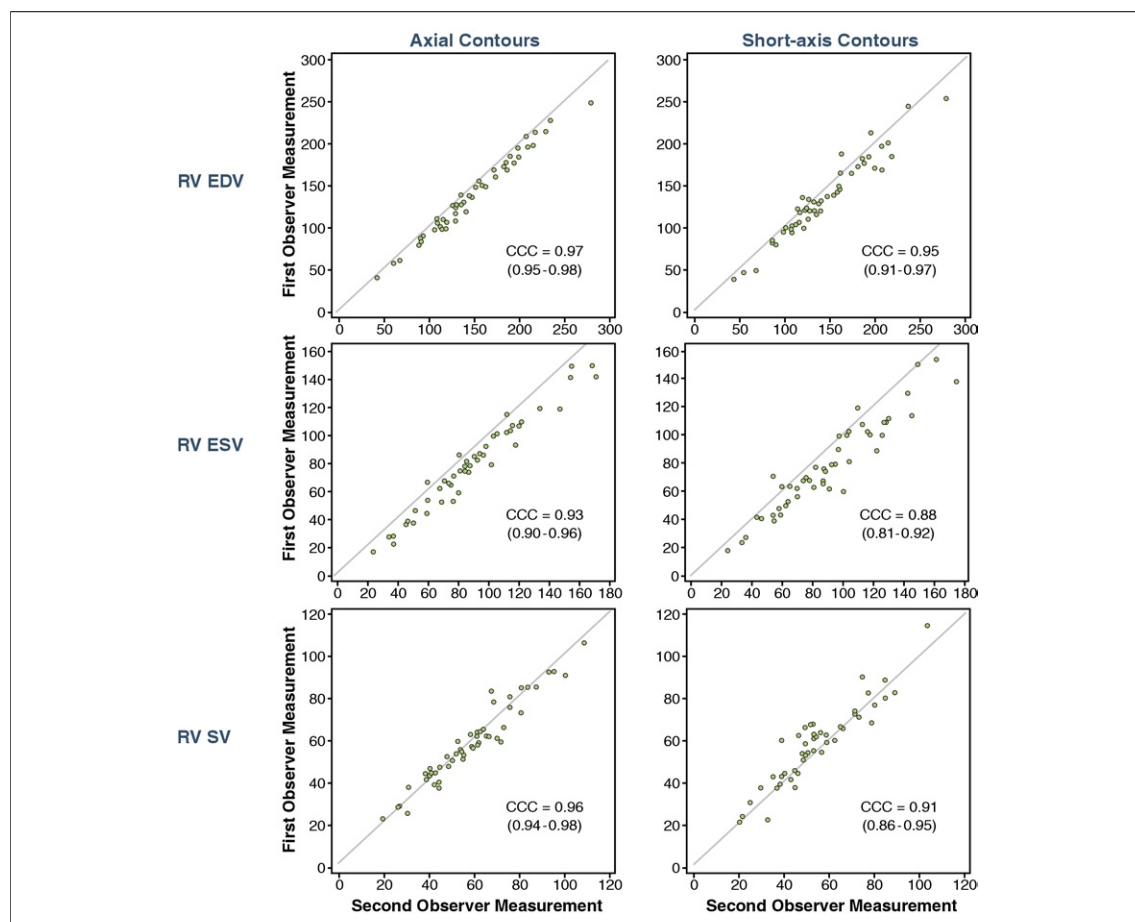 Axial Contours
Short-axis Contours
RV EDV
First Observer Measurement
300
250
200
150
100
50
0
0 50 100 150 200 250 300
CCC = 0.97
(0.95-0.98)
300
250
200
150
100
50
0
0 50 100 150 200 250 300
CCC = 0.95
(0.91-0.97)
RV ESV
First Observer Measurement
160
140
120
100
80
60
40
20
0
0 20 40 60 80 100 120 140 160 180
CCC = 0.93
(0.90-0.96)
160
140
120
100
80
60
40
20
0
0 20 40 60 80 100 120 140 160 180
CCC = 0.88
(0.81-0.92)
RV SV
First Observer Measurement
120
100
80
60
40
20
0
0 20 40 60 80 100 120
CCC = 0.96
(0.94-0.98)
Second Observer Measurement
120
100
80
60
40
20
0
0 20 40 60 80 100 120
CCC = 0.91
(0.86-0.95)
Second Observer Measurement